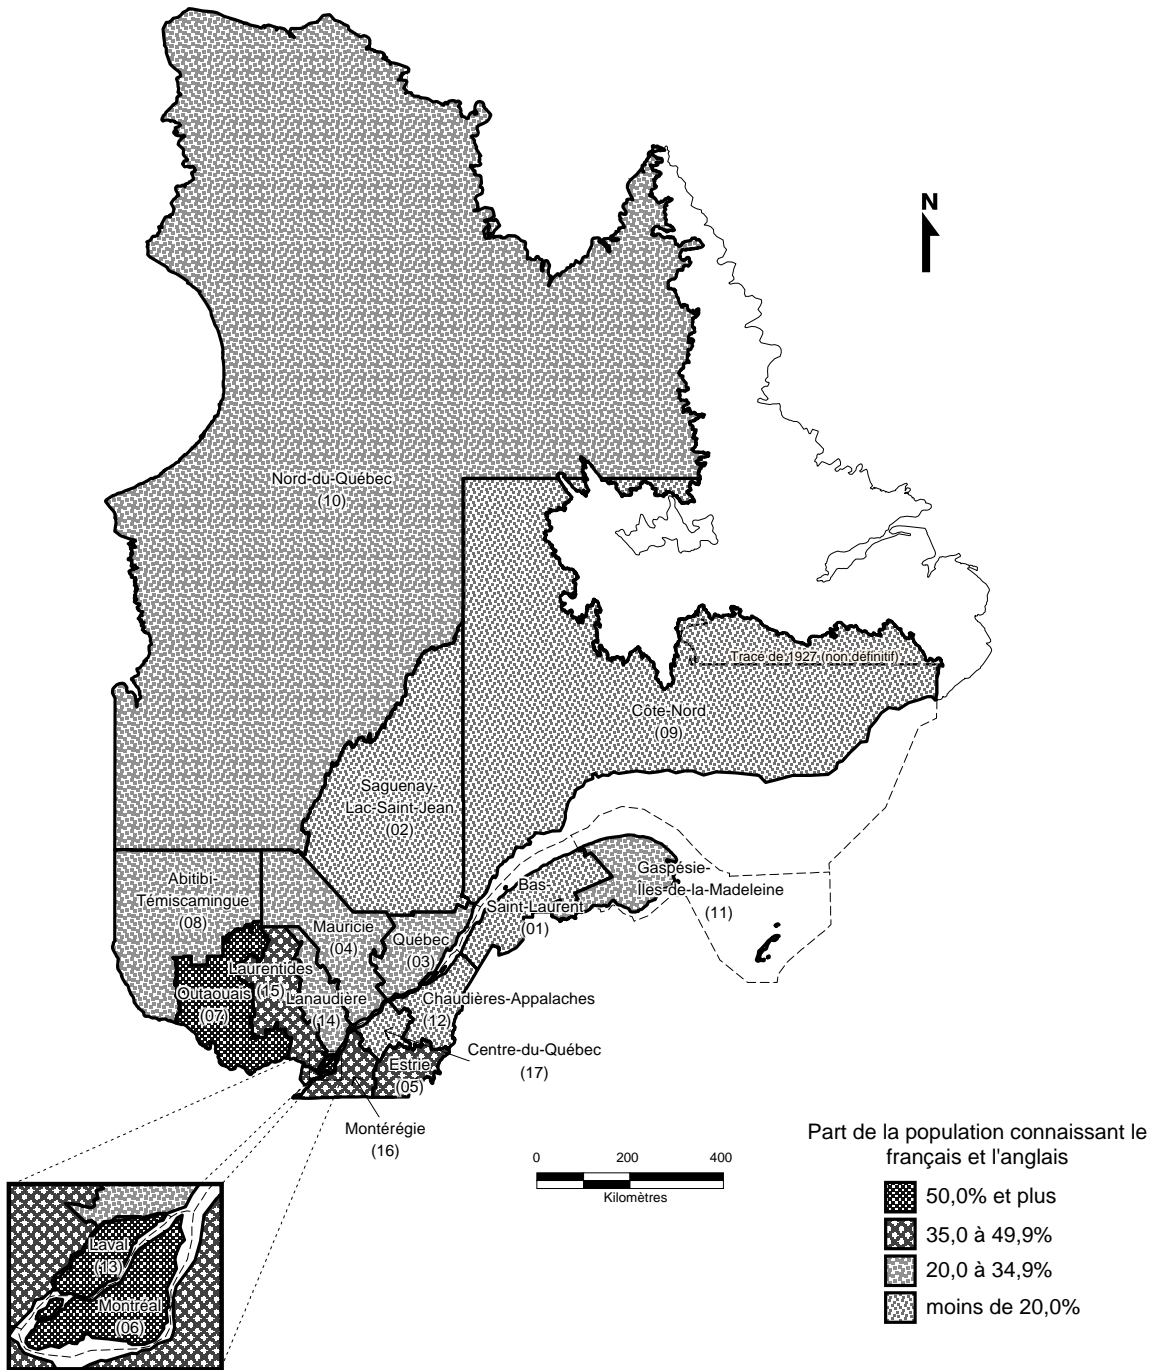 N
Nord-du-Québec
(10)
Tracé de 1927 (non définitif)
Côte-Nord
(09)
Saguenay-
Lac-Saint-Jean
(02)
Gaspésie-
Îles-de-la-Madeleine
(11)
Bas-
Saint-Laurent
(01)
Abitibi-
Témiscamingue
(08)
Mauricie
(04)
Québec
(03)
Laurentides
(15)
Outaouais
(07)
Lanaudière
(14)
Chaudières-Appalaches
(12)
Centre-du-Québec
(17)
Estrie
(05)
Montérégie
(16)
0 200 400
Kilomètres
Laval
(13)
Montréal
(06)
Part de la population connaissant le
français et l'anglais
50,0% et plus
35,0 à 49,9%
20,0 à 34,9%
moins de 20,0%